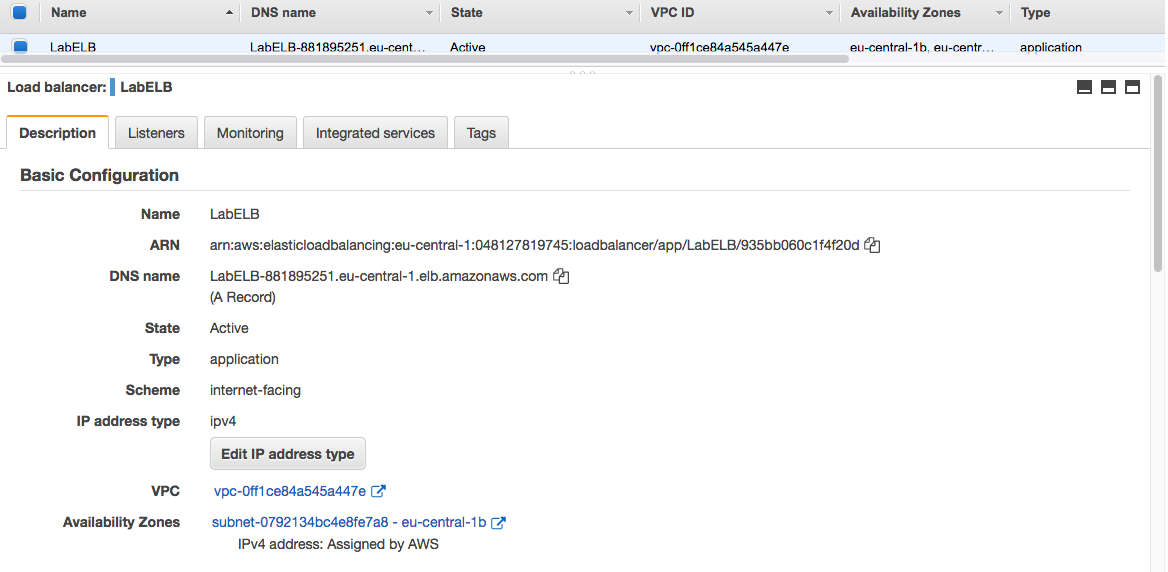 Name DNS name State VPC ID Availability Zones Type
LabELB LabELB-881895251.eu-cent... Active vpc-0ff1ce84a545a447e eu-central-1b, eu-centr... application
Load balancer: LabELB
Description Listeners Monitoring Integrated services Tags
Basic Configuration
Name LabELB
ARN arn:aws:elasticloadbalancing:eu-central-1:048127819745:loadbalancer/app/LabELB/935bb060c1f4f20d
DNS name LabELB-881895251.eu-central-1.elb.amazonaws.com
(A Record)
State Active
Type application
Scheme internet-facing
IP address type ipv4
Edit IP address type
VPC vpc-0ff1ce84a545a447e
Availability Zones subnet-0792134bc4e8fe7a8 - eu-central-1b
IPv4 address: Assigned by AWS